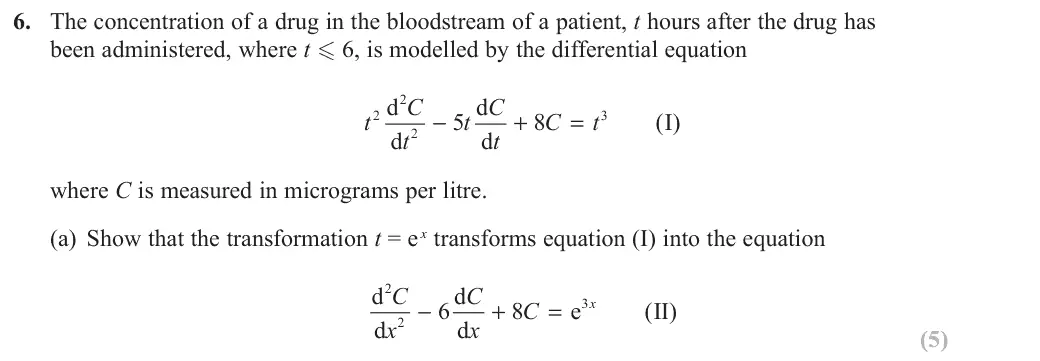 6. The concentration of a drug in the bloodstream of a patient, t hours after the drug has
been administered, where t ⩽ 6, is modelled by the differential equation
t² d²C/dt² − 5t dC/dt + 8C = t³ (I)
where C is measured in micrograms per litre.
(a) Show that the transformation t = eˣ transforms equation (I) into the equation
d²C/dx² − 6 dC/dx + 8C = e³ˣ (II)
(5)